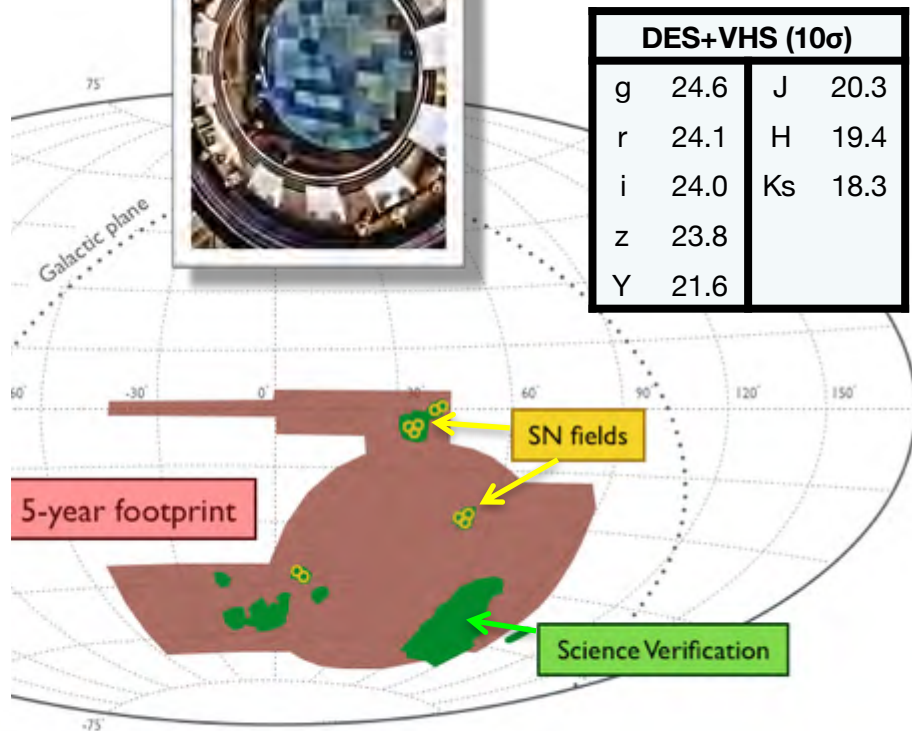 DES+VHS (10σ)
g 24.6 J 20.3
r 24.1 H 19.4
i 24.0 Ks 18.3
z 23.8
Y 21.6
75°
Galactic plane
60° -30° 0° 30° 60° 90° 120° 150°
SN fields
5-year footprint
Science Verification
-75°